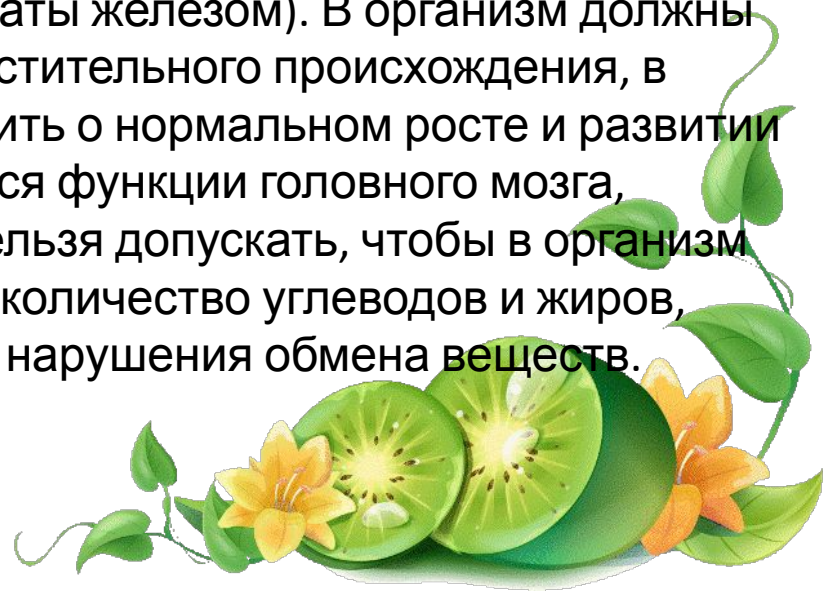 аты железом). В организм должны
стительного происхождения, в
ить о нормальном росте и развитии
ся функции головного мозга,
ельзя допускать, чтобы в организм
количество углеводов и жиров,
нарушения обмена веществ.